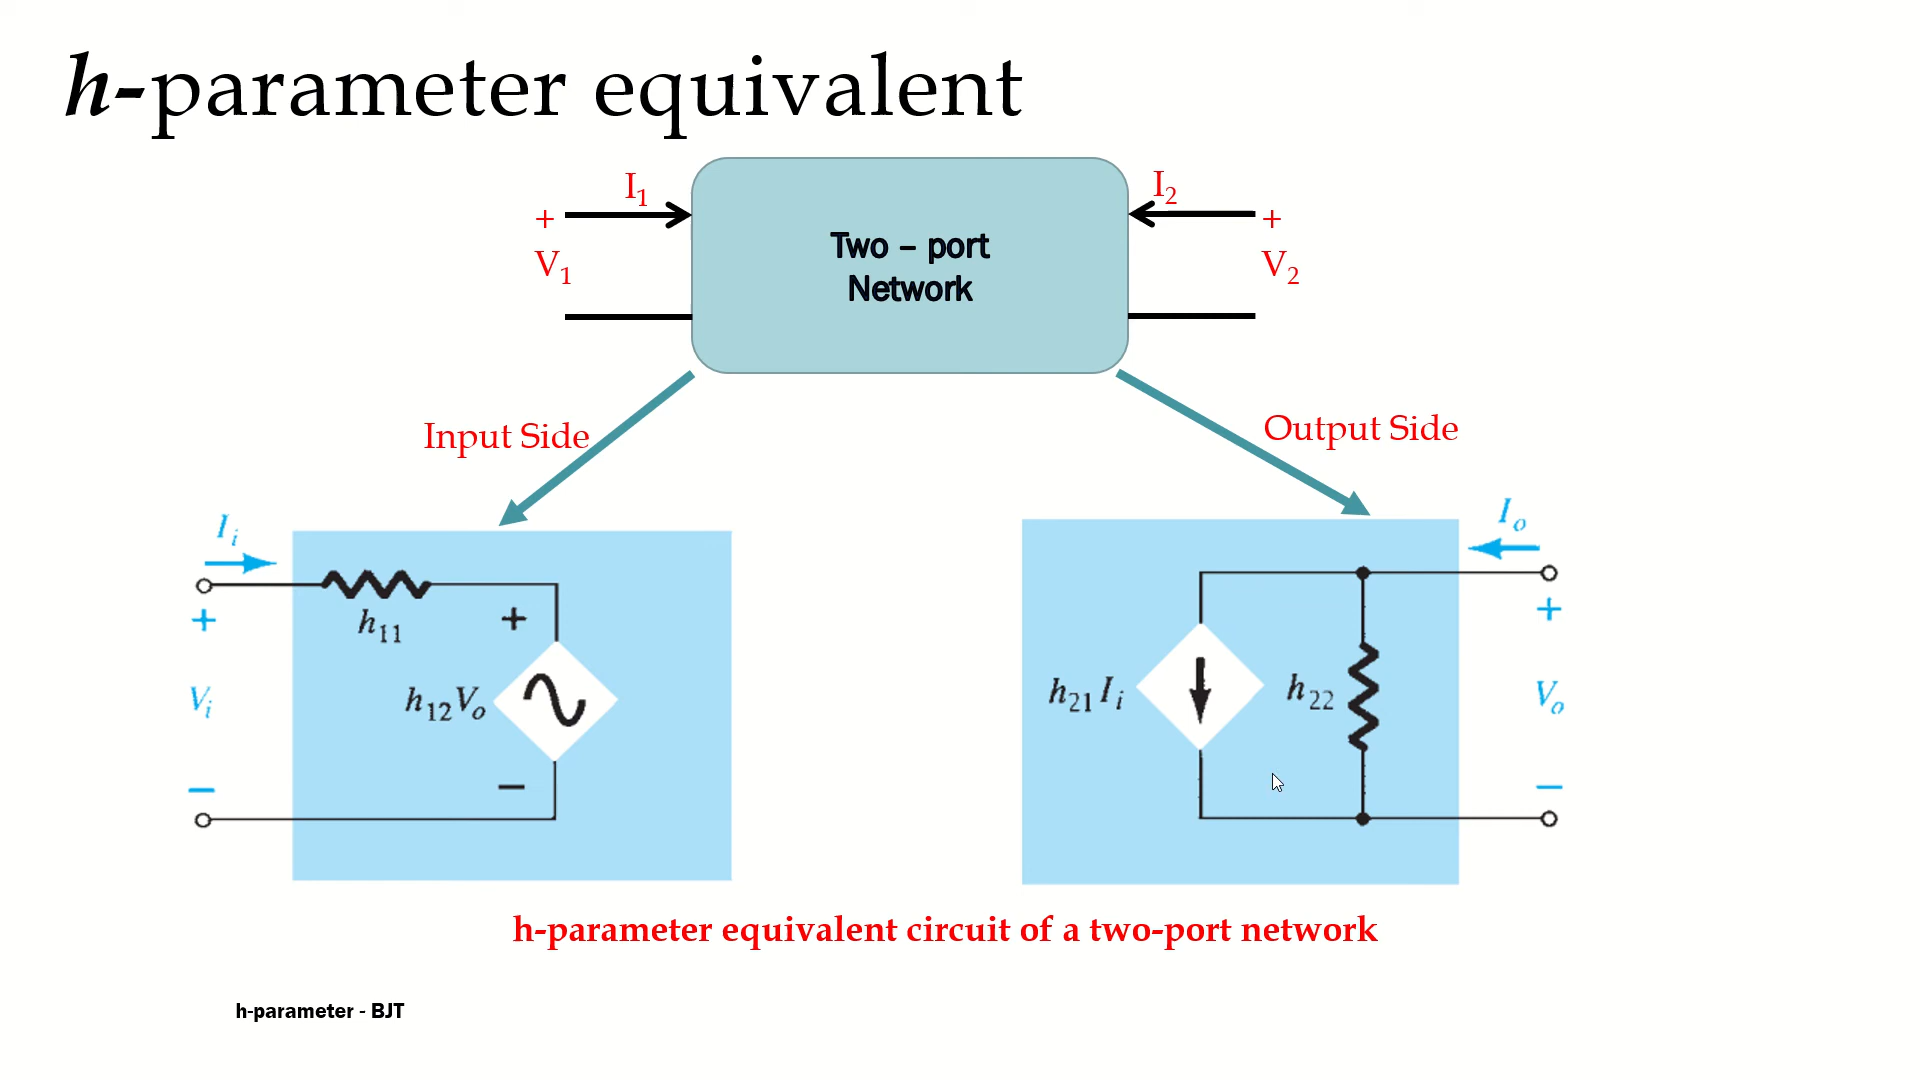 h-parameter equivalent
I₁
I₂
+
+
V₁
V₂
Two – port
Network
Input Side
Output Side
Iᵢ
Iₒ
+
h₁₁
+
+
Vᵢ
h₁₂Vₒ
h₂₁Iᵢ
h₂₂
Vₒ
−
−
−
h-parameter equivalent circuit of a two-port network
h-parameter - BJT